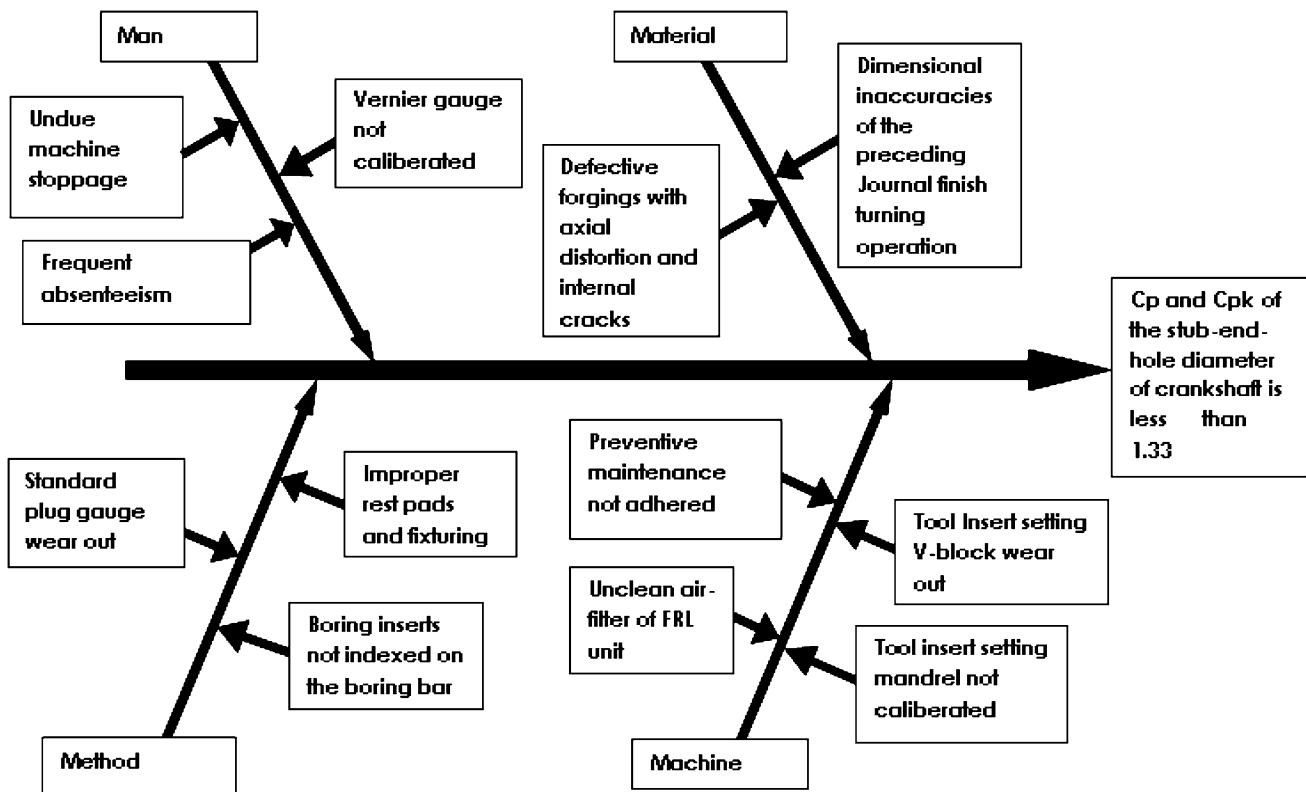 Man
Undue
machine
stoppage
Vernier gauge
not
caliberated
Frequent
absenteeism
Material
Dimensional
inaccuracies
of the
preceding
Journal finish
turning
operation
Defective
forgings with
axial
distortion and
internal
cracks
Cp and Cpk of
the stub-end-
hole diameter
of crankshaft is
less than
1.33
Standard
plug gauge
wear out
Improper
rest pads
and fixturing
Boring inserts
not indexed on
the boring bar
Method
Preventive
maintenance
not adhered
Tool Insert setting
V-block wear
out
Unclean air-
fitter of FRL
unit
Tool insert setting
mandrel not
caliberated
Machine